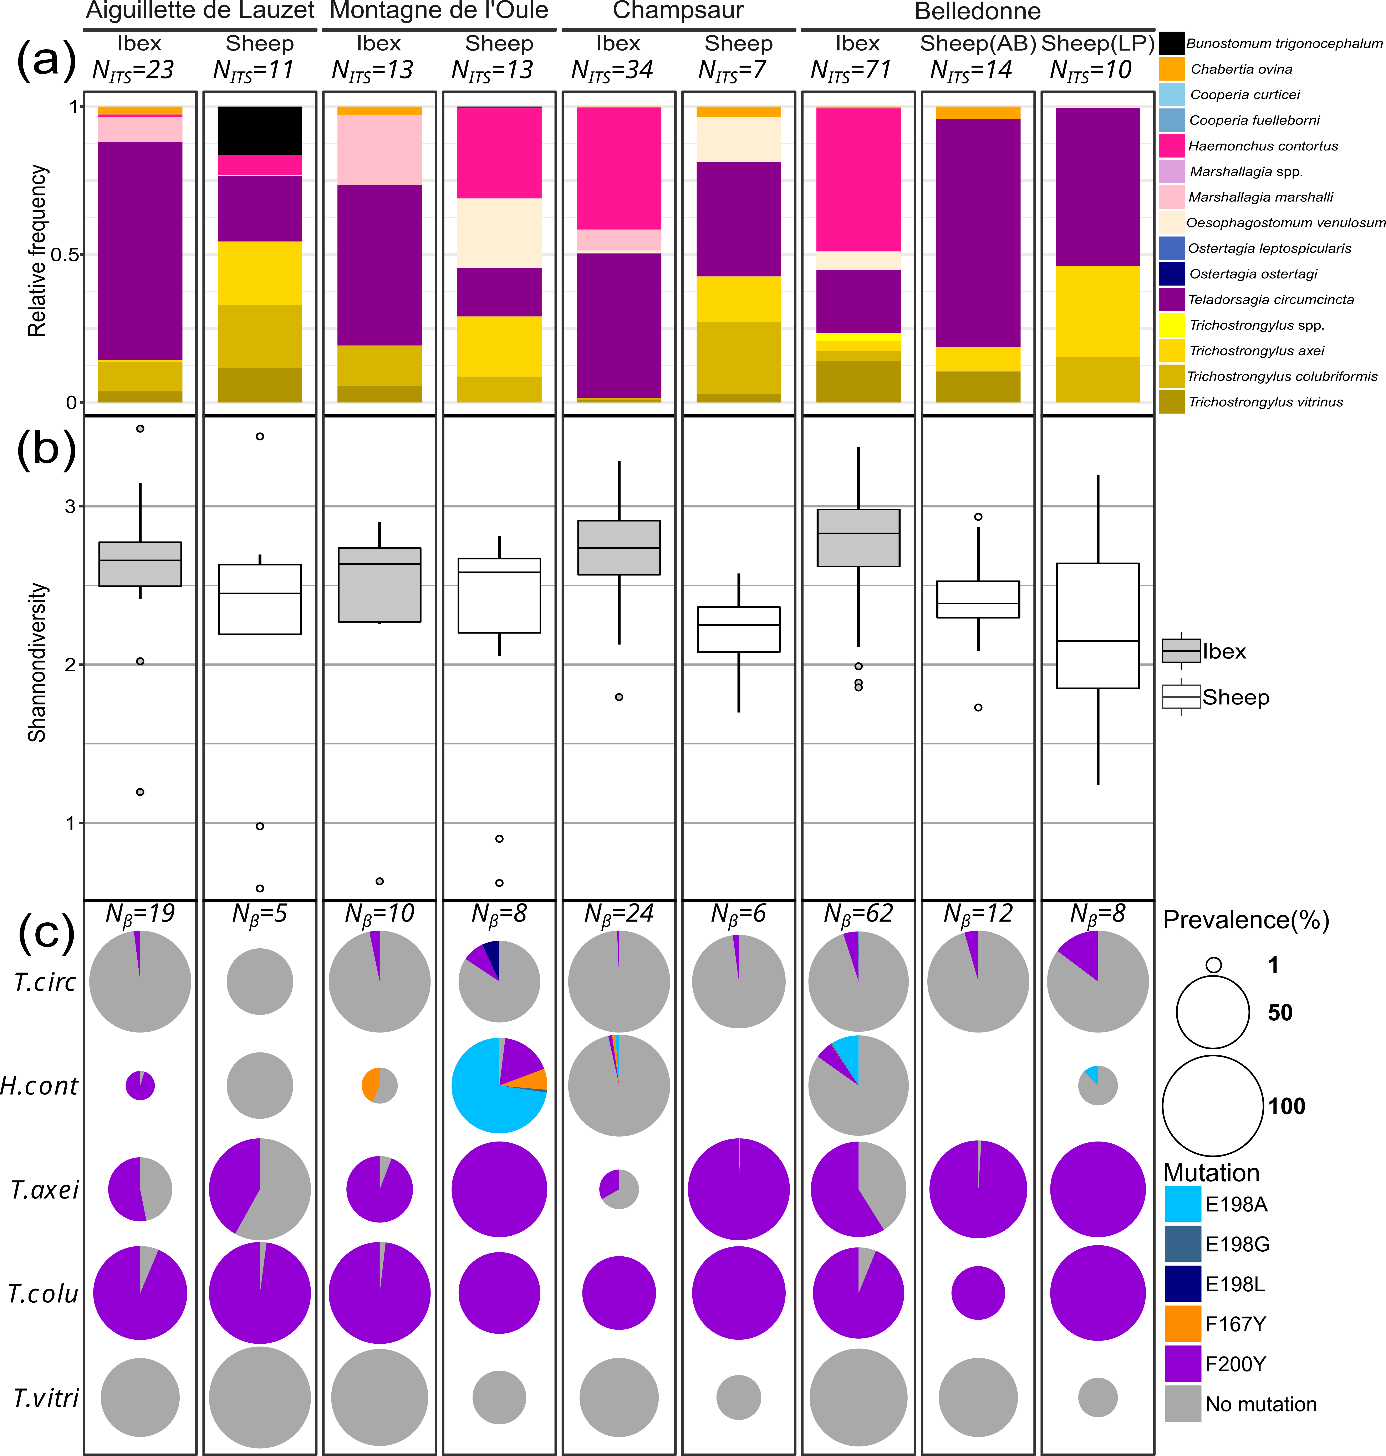 Aiguillette de Lauzet Montagne de l'Oule Champsaur Belledonne
(a)
Ibex Sheep Ibex Sheep Ibex Sheep Ibex Sheep(AB) Sheep(LP)
N_ITS=23 N_ITS=11 N_ITS=13 N_ITS=13 N_ITS=34 N_ITS=7 N_ITS=71 N_ITS=14 N_ITS=10
1
0.5
0
Relative frequency
Bunostomum trigonocephalum
Chabertia ovina
Cooperia curticei
Cooperia fuelleborni
Haemonchus contortus
Marshallagia spp.
Marshallagia marshalli
Oesophagostomum venulosum
Ostertagia leptospicularis
Ostertagia ostertagi
Teladorsagia circumcincta
Trichostrongylus spp.
Trichostrongylus axei
Trichostrongylus colubriformis
Trichostrongylus vitrinus
(b)
3
2
1
Shannondiversity
Ibex
Sheep
(c)
N_β=19 N_β=5 N_β=10 N_β=8 N_β=24 N_β=6 N_β=62 N_β=12 N_β=8
T.circ
H.cont
T.axei
T.colu
T.vitri
Prevalence(%)
1
50
100
Mutation
E198A
E198G
E198L
F167Y
F200Y
No mutation